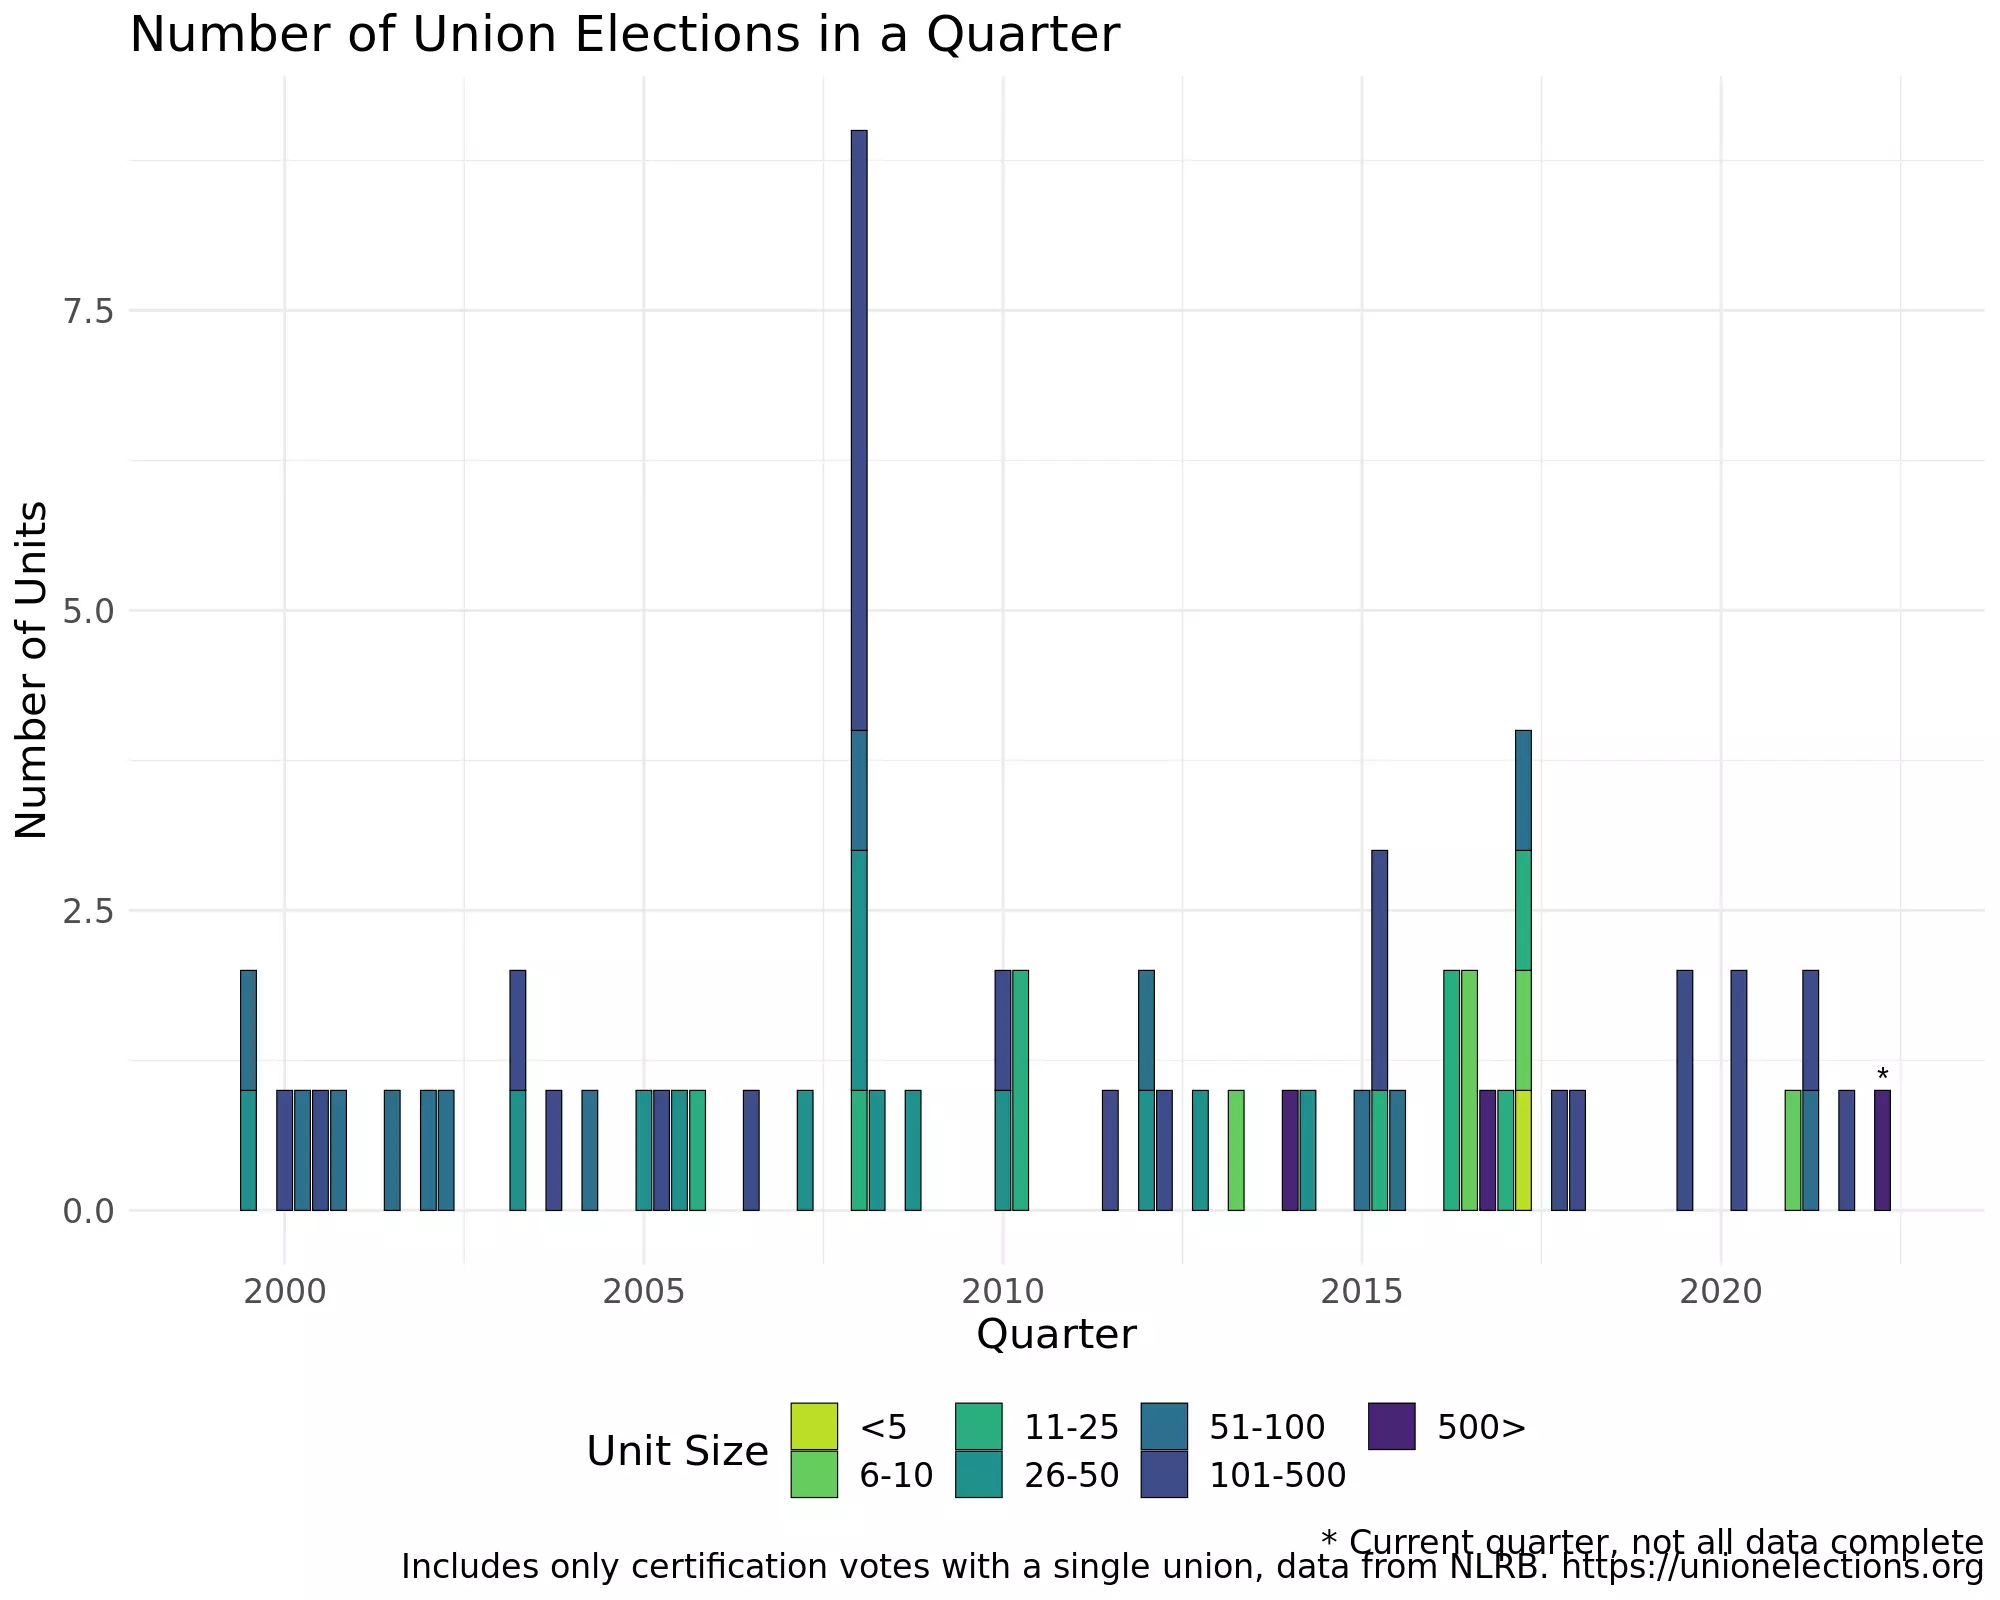 Number of Union Elections in a Quarter
Number of Units
7.5
5.0
2.5
0.0
*
2000 2005 2010 2015 2020
Quarter
Unit Size
<5 11-25 51-100 500>
6-10 26-50 101-500
* Current quarter, not all data complete
Includes only certification votes with a single union, data from NLRB. https://unionelections.org